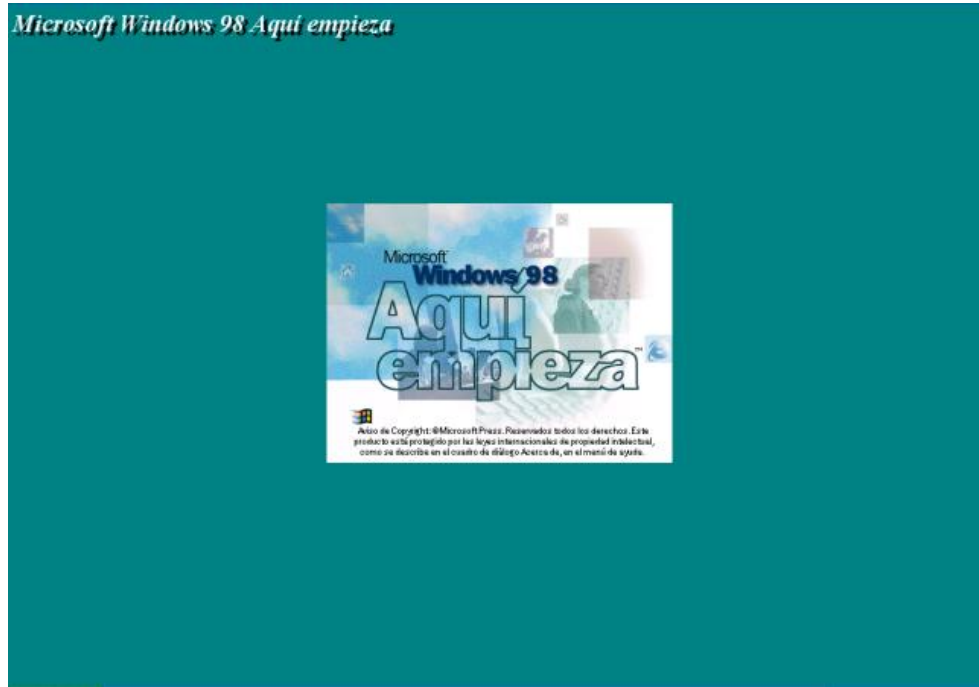 Microsoft Windows 98 Aquí empieza
Microsoft
Windows 98
Aquí
empieza™
Aviso de Copyright: ©Microsoft Press. Reservados todos los derechos. Este
producto está protegido por las leyes internacionales de propiedad intelectual,
como se describe en el cuadro de diálogo Acerca de, en el menú de ayuda.